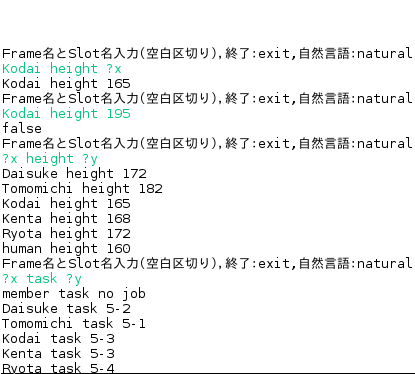 Frame名とSlot名入力(空白区切り),終了:exit,自然言語:natural
Kodai height ?x
Kodai height 165
Frame名とSlot名入力(空白区切り),終了:exit,自然言語:natural
Kodai height 195
false
Frame名とSlot名入力(空白区切り),終了:exit,自然言語:natural
?x height ?y
Daisuke height 172
Tomomichi height 182
Kodai height 165
Kenta height 168
Ryota height 172
human height 160
Frame名とSlot名入力(空白区切り),終了:exit,自然言語:natural
?x task ?y
member task no job
Daisuke task 5-2
Tomomichi task 5-1
Kodai task 5-3
Kenta task 5-3
Ryota task 5-4